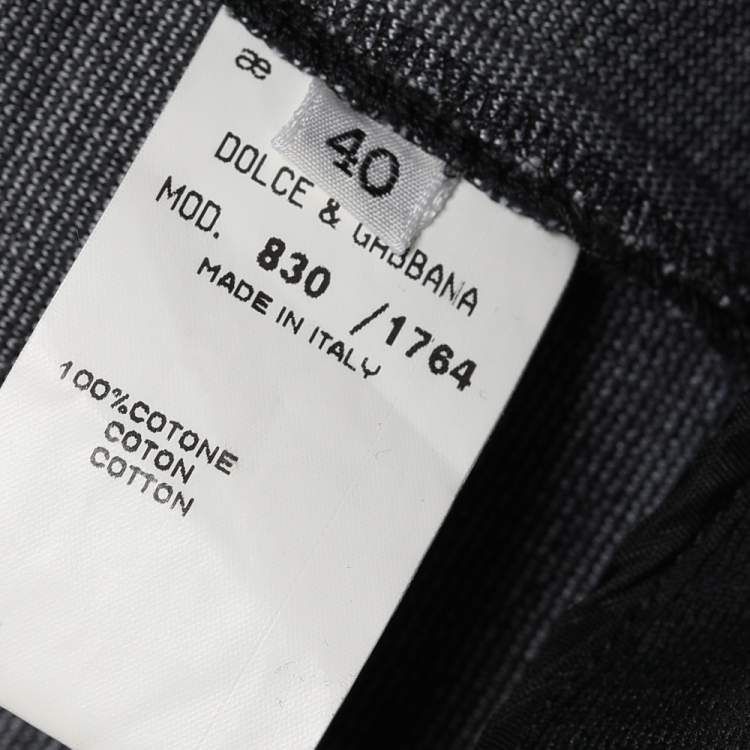 æ
40
DOLCE & GABBANA
MOD. 830 /1764
MADE IN ITALY
100%COTONE
COTON
COTTON